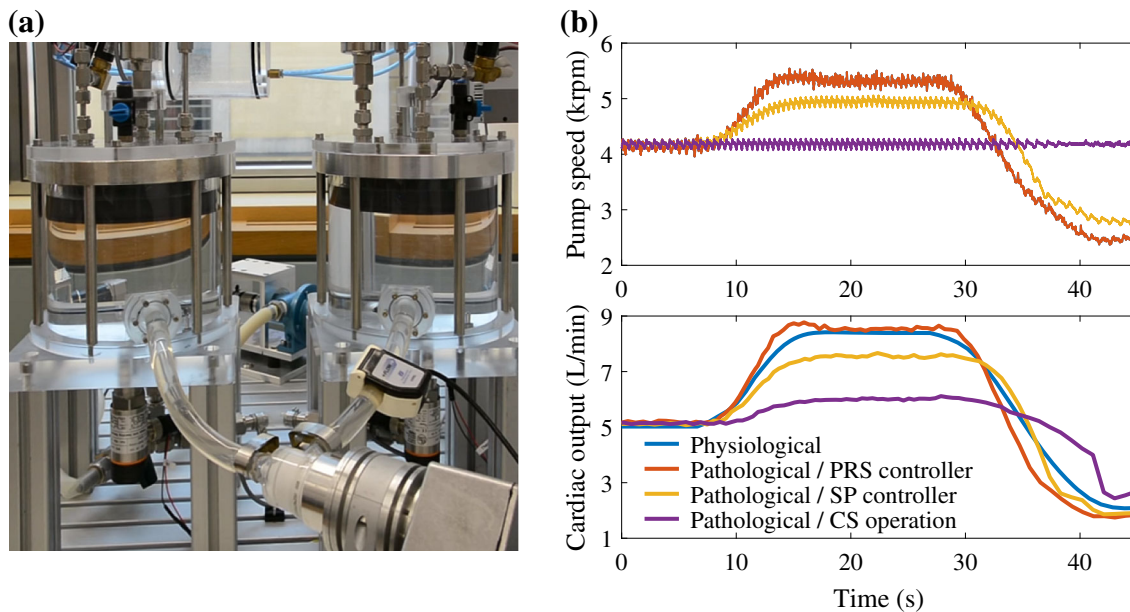 (a)
(b)
Pump speed (krpm)
6
5
4
3
2
0
10
20
30
40
Cardiac output (L/min)
9
7
5
3
1
Physiological
Pathological / PRS controller
Pathological / SP controller
Pathological / CS operation
0
10
20
30
40
Time (s)